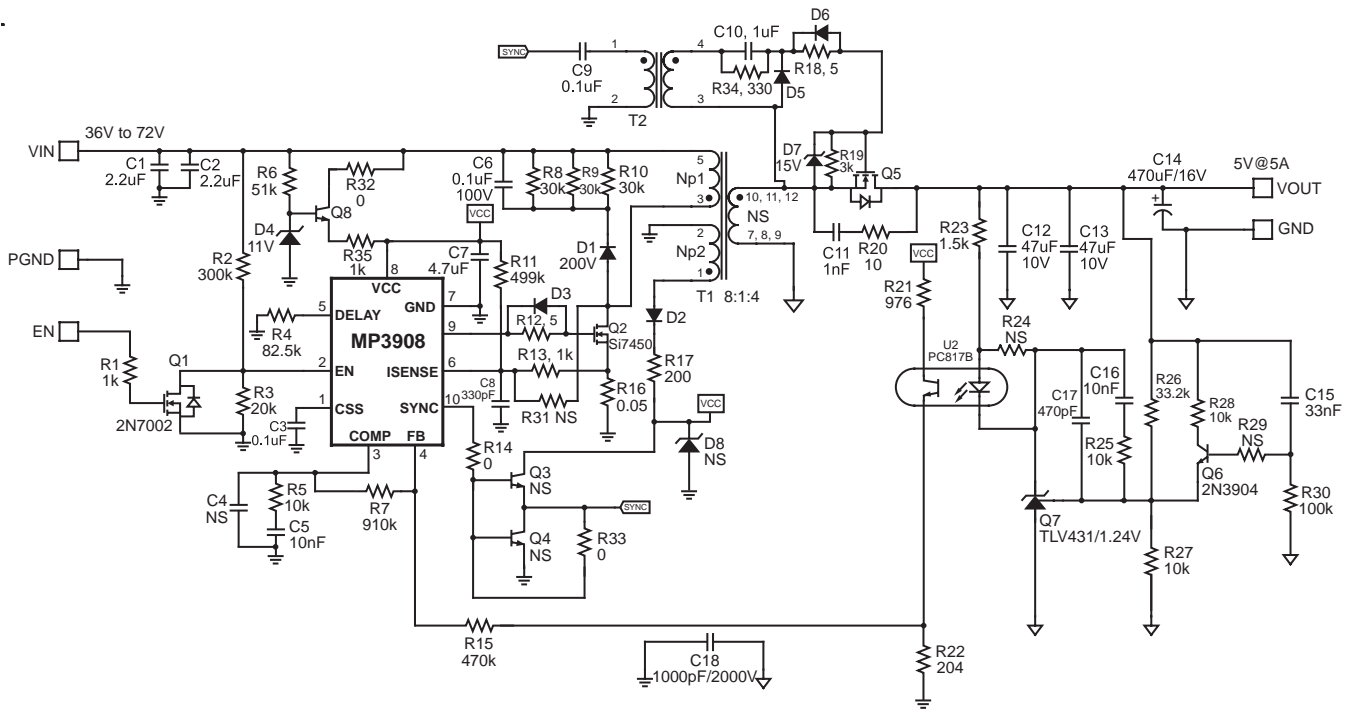 SYNC
1
2
C9
0.1uF
T2
4
3
C10, 1uF
R34, 330
D6
R18, 5
D5
36V to 72V
VIN
C1
2.2uF
C2
2.2uF
R6
51k
R32
0
Q8
D4
11V
R35
1k
R2
300k
C6
0.1uF
100V
R8
30k
R9
30k
R10
30k
VCC
C7
4.7uF
R11
499k
D1
200V
5
Np1
3
2
Np2
1
NS
10, 11, 12
7, 8, 9
T1 8:1:4
D7
15V
R19
3k
Q5
C11
1nF
R20
10
C14
470uF/16V
+
5V@5A
VOUT
GND
R23
1.5k
C12
47uF
10V
C13
47uF
10V
PGND
EN
R1
1k
Q1
2N7002
R3
20k
R4
82.5k
C3
0.1uF
8
VCC
7
GND
5
DELAY
MP3908
9
2
EN
ISENSE
6
1
CSS
SYNC
10
COMP
FB
3
4
D3
R12, 5
Q2
Si7450
R13, 1k
C8
330pF
R31 NS
R16
0.05
D2
R17
200
VCC
D8
NS
VCC
R21
976
U2
PC817B
R24
NS
C17
470pF
C16
10nF
R25
10k
R26
33.2k
R28
10k
R29
NS
C15
33nF
Q6
2N3904
R30
100k
Q7
TLV431/1.24V
R27
10k
C4
NS
R5
10k
C5
10nF
R7
910k
R14
0
Q3
NS
Q4
NS
SYNC
R33
0
R15
470k
C18
1000pF/2000V
R22
204